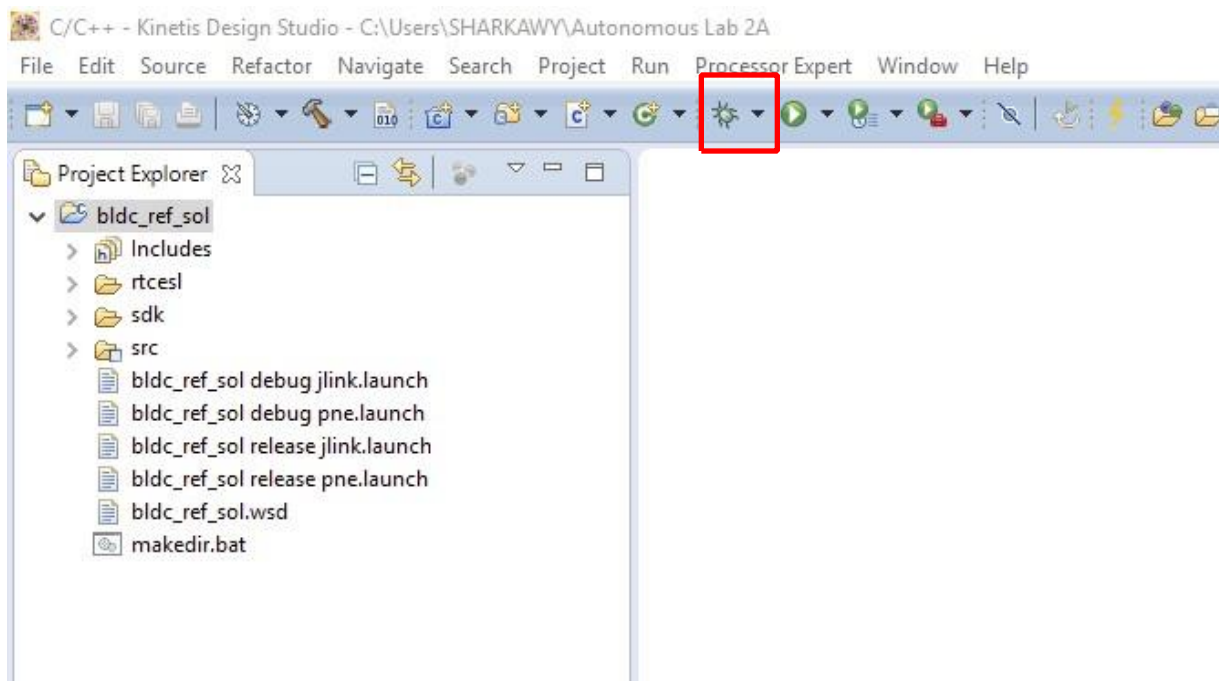 C/C++ - Kinetis Design Studio - C:\Users\SHARKAWY\Autonomous Lab 2A
File Edit Source Refactor Navigate Search Project Run Processor Expert Window Help
010
Project Explorer
bldc_ref_sol
Includes
rtcesl
sdk
src
bldc_ref_sol debug jlink.launch
bldc_ref_sol debug pne.launch
bldc_ref_sol release jlink.launch
bldc_ref_sol release pne.launch
bldc_ref_sol.wsd
makedir.bat